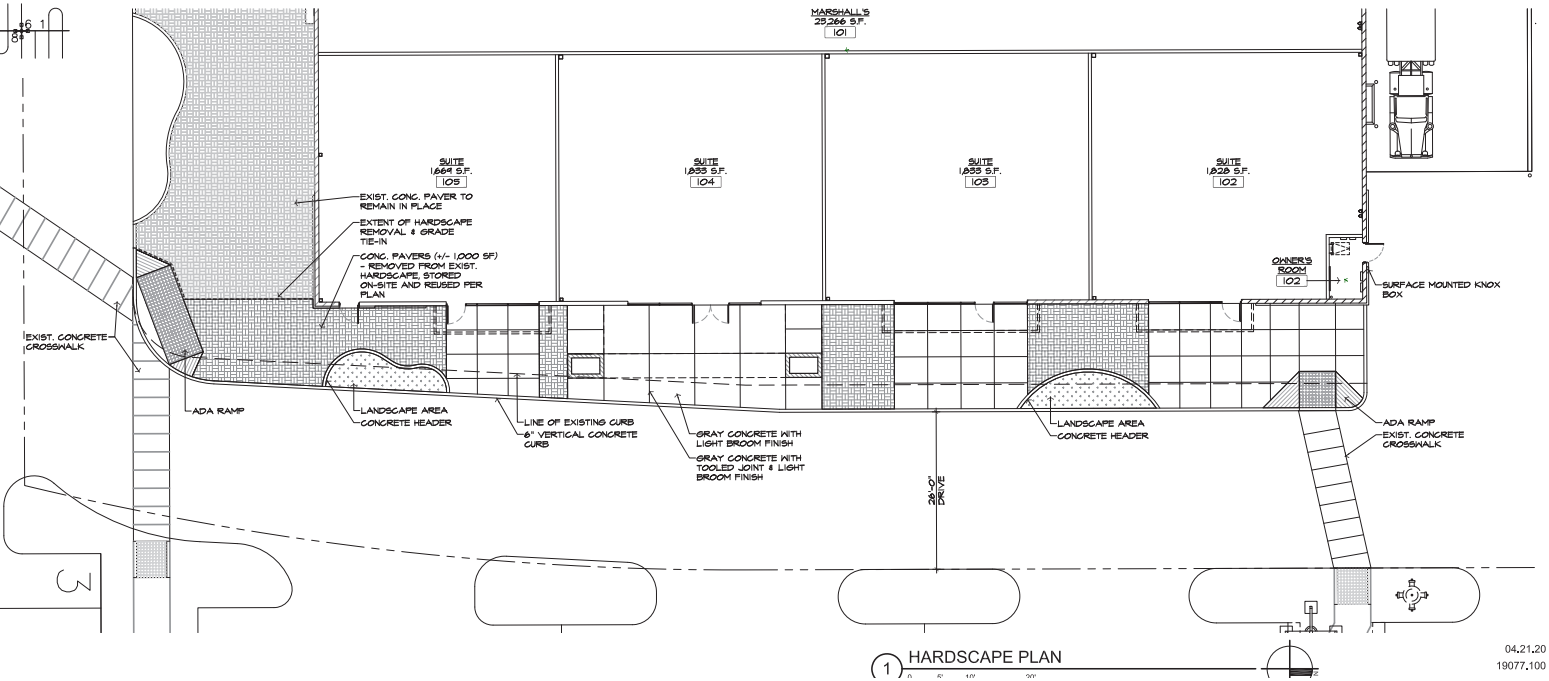 6 1
8
MARSHALL'S
25,266 S.F.
101
SUITE
1,669 S.F.
105
SUITE
1,833 S.F.
104
SUITE
1,833 S.F.
103
SUITE
1,828 S.F.
102
EXIST. CONC. PAVER TO
REMAIN IN PLACE
EXTENT OF HARDSCAPE
REMOVAL & GRADE
TIE-IN
CONC. PAVERS (+/- 1,000 SF)
- REMOVED FROM EXIST.
HARDSCAPE, STORED
ON-SITE AND REUSED PER
PLAN
OWNER'S
ROOM
102
SURFACE MOUNTED KNOX
BOX
EXIST. CONCRETE
CROSSWALK
ADA RAMP
LANDSCAPE AREA
CONCRETE HEADER
LINE OF EXISTING CURB
6" VERTICAL CONCRETE
CURB
GRAY CONCRETE WITH
LIGHT BROOM FINISH
GRAY CONCRETE WITH
TOOLED JOINT & LIGHT
BROOM FINISH
LANDSCAPE AREA
CONCRETE HEADER
ADA RAMP
EXIST. CONCRETE
CROSSWALK
26'-0"
DRIVE
3
1 HARDSCAPE PLAN
0 5' 10' 20'
N
04.21.20
19077.100